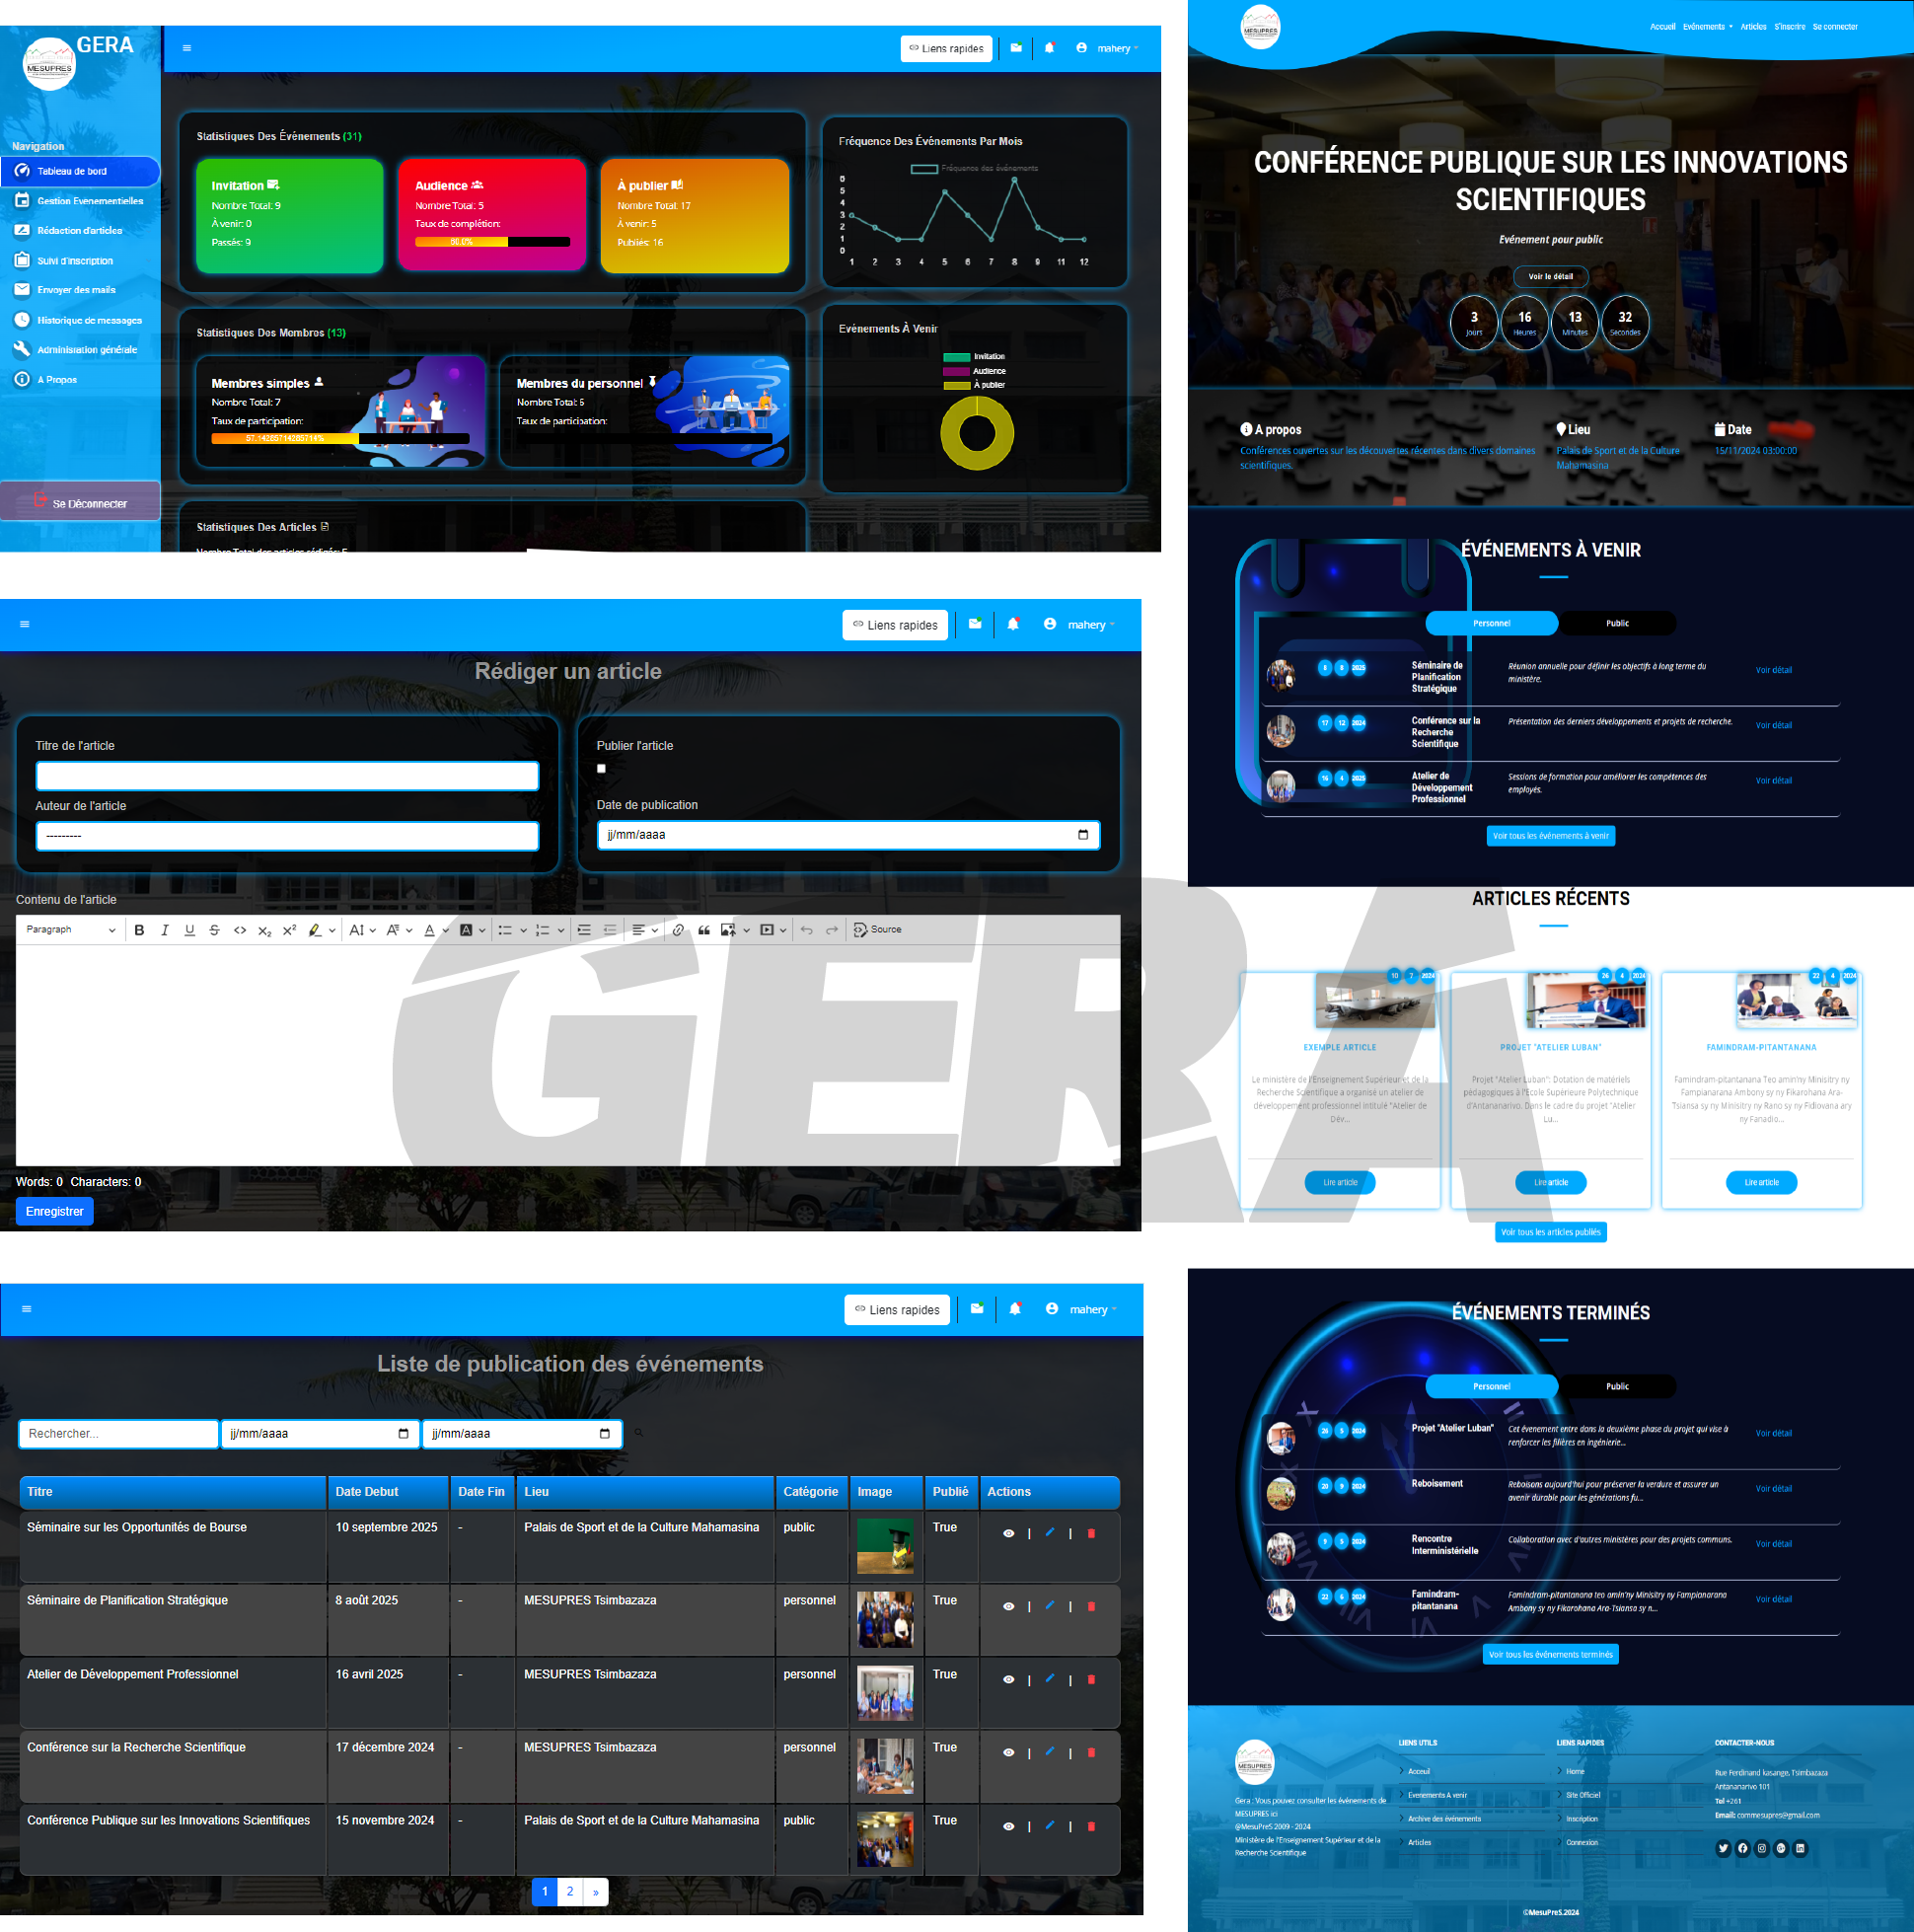 GERA
MESUPRES
Liens rapides
mahery
Navigation
Tableau de bord
Gestion Evenementielles
Rédaction d'articles
Suivi d'inscription
Envoyer des mails
Historique de messages
Adminisration générale
A Propos
Se Déconnecter
Statistiques Des Événements (31)
Invitation
Nombre Total: 9
À venir: 0
Passés: 9
Audience
Nombre Total: 5
Taux de complétion:
60.0%
À publier
Nombre Total: 17
À venir: 5
Publiés: 16
Fréquence Des Événements Par Mois
Fréquence des événements
6
5
4
3
2
1
0
1 2 3 4 5 6 7 8 9 11 12
Statistiques Des Membres (13)
Membres simples
Nombre Total: 7
Taux de participation:
57.14285714285714%
Membres du personnel
Nombre Total: 6
Taux de participation:
Evénements À Venir
Invitation
Audience
À publier
Statistiques Des Articles
Nombre Total des articles rédigés: 5
Liens rapides
mahery
Rédiger un article
Titre de l'article
Auteur de l'article
---------
Publier l'article
Date de publication
jj/mm/aaaa
Contenu de l'article
Paragraph
Source
Words: 0 Characters: 0
Enregistrer
GERA
Liens rapides
mahery
Liste de publication des événements
Rechercher...
jj/mm/aaaa
jj/mm/aaaa
Titre Date Debut Date Fin Lieu Catégorie Image Publié Actions
Séminaire sur les Opportunités de Bourse 10 septembre 2025 - Palais de Sport et de la Culture Mahamasina public True | |
Séminaire de Planification Stratégique 8 août 2025 - MESUPRES Tsimbazaza personnel True | |
Atelier de Développement Professionnel 16 avril 2025 - MESUPRES Tsimbazaza personnel True | |
Conférence sur la Recherche Scientifique 17 décembre 2024 - MESUPRES Tsimbazaza personnel True | |
Conférence Publique sur les Innovations Scientifiques 15 novembre 2024 - Palais de Sport et de la Culture Mahamasina public True | |
1 2 »
MESUPRES
Accueil Evénements Articles S'inscrire Se connecter
CONFÉRENCE PUBLIQUE SUR LES INNOVATIONS
SCIENTIFIQUES
Evénement pour public
Voir le détail
3 16 13 32
Jours Heures Minutes Secondes
A propos
Conférences ouvertes sur les découvertes récentes dans divers domaines
scientifiques.
Lieu
Palais de Sport et de la Culture
Mahamasina
Date
15/11/2024 03:00:00
ÉVÉNEMENTS À VENIR
Personnel Public
8 8 2025
Séminaire de
Planification
Stratégique
Réunion annuelle pour définir les objectifs à long terme du
ministère.
Voir détail
17 12 2024
Conférence sur la
Recherche
Scientifique
Présentation des derniers développements et projets de recherche.
Voir détail
16 4 2025
Atelier de
Développement
Professionnel
Sessions de formation pour améliorer les compétences des
employés.
Voir détail
Voir tous les événements à venir
ARTICLES RÉCENTS
10 7 2024
EXEMPLE ARTICLE
Le ministère de l'Enseignement Supérieur et de la
Recherche Scientifique a organisé un atelier de
développement professionnel intitulé "Atelier de
Dév...
Lire article
26 4 2024
PROJET "ATELIER LUBAN"
Projet "Atelier Luban": Dotation de matériels
pédagogiques à l'Ecole Supérieure Polytechnique
d'Antananarivo. Dans le cadre du projet "Atelier
Lu...
Lire article
22 4 2024
FAMINDRAM-PITANTANANA
Famindram-pitantanana Teo amin'ny Minisitry ny
Fampianarana Ambony sy ny Fikarohana Ara-
Tsiansa sy ny Minisitry ny Rano sy ny Fidiovana ary
ny Fanadio...
Lire article
Voir tous les articles publiés
ÉVÉNEMENTS TERMINÉS
Personnel Public
26 5 2024
Projet "Atelier Luban"
Cet évenement entre dans la deuxième phase du projet qui vise à
renforcer les filières en ingénierie...
Voir détail
20 9 2024
Reboisement
Reboisons aujourd'hui pour préserver la verdure et assurer un
avenir durable pour les générations fu...
Voir détail
9 5 2024
Rencontre
Interministérielle
Collaboration avec d'autres ministères pour des projets communs.
Voir détail
22 6 2024
Famindram-
pitantanana
Famindram-pitantanana teo amin'ny Minisitry ny Fampianarana
Ambony sy ny Fikarohana Ara-Tsiansa sy n...
Voir détail
Voir tous les événements terminés
MESUPRES
Gera : Vous pouvez consulter les événements de
MESUPRES ici
@MesuPreS 2009 - 2024
Ministère de l'Enseignement Supérieur et de la
Recherche Scientifique
LIENS UTILS
Acceuil
Evenements A venir
Archive des événements
Articles
LIENS RAPIDES
Home
Site Officiel
Inscription
Connexion
CONTACTER-NOUS
Rue Ferdinand kasange, Tsimbazaza
Antananarivo 101
Tel +261
Email: commesupres@gmail.com
©MesuPreS 2024